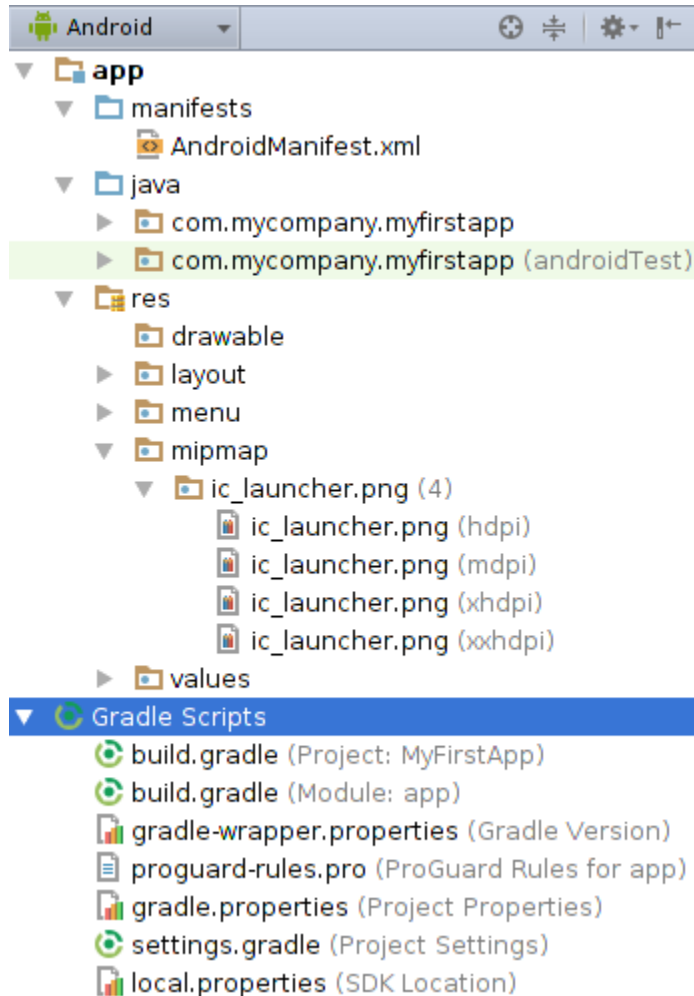 Android
app
manifests
AndroidManifest.xml
java
com.mycompany.myfirstapp
com.mycompany.myfirstapp (androidTest)
res
drawable
layout
menu
mipmap
ic_launcher.png (4)
ic_launcher.png (hdpi)
ic_launcher.png (mdpi)
ic_launcher.png (xhdpi)
ic_launcher.png (xxhdpi)
values
Gradle Scripts
build.gradle (Project: MyFirstApp)
build.gradle (Module: app)
gradle-wrapper.properties (Gradle Version)
proguard-rules.pro (ProGuard Rules for app)
gradle.properties (Project Properties)
settings.gradle (Project Settings)
local.properties (SDK Location)